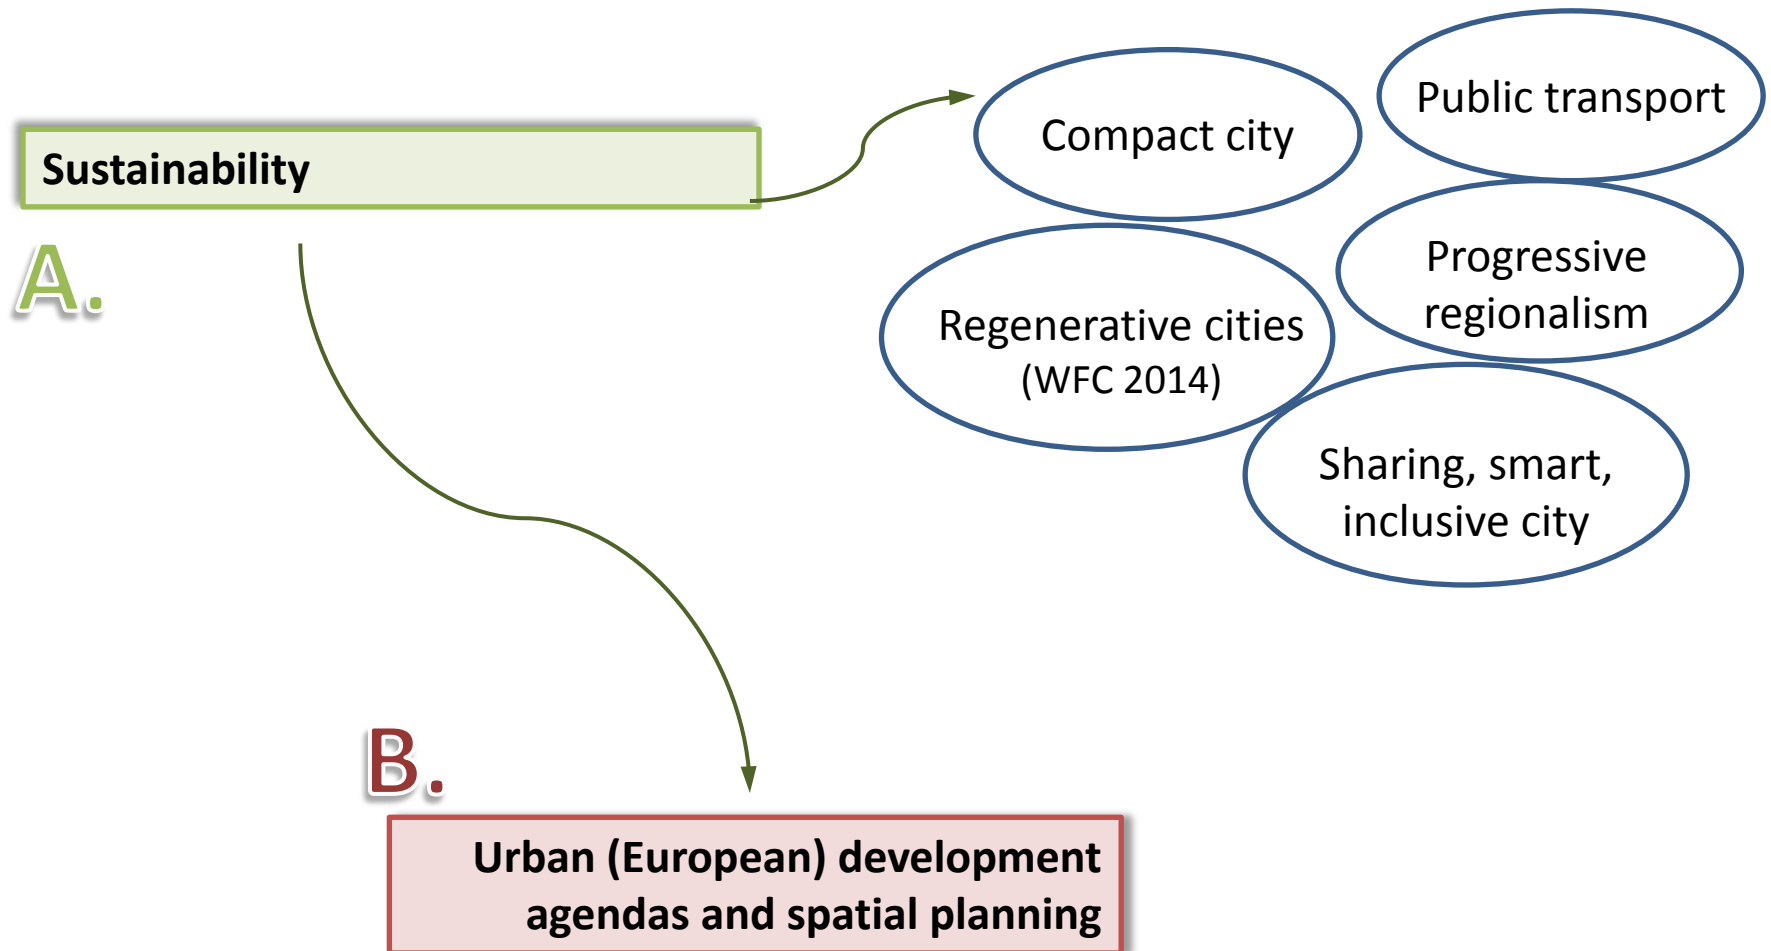 Sustainability
A.
Compact city
Public transport
Regenerative cities
(WFC 2014)
Progressive
regionalism
Sharing, smart,
inclusive city
B.
Urban (European) development
agendas and spatial planning